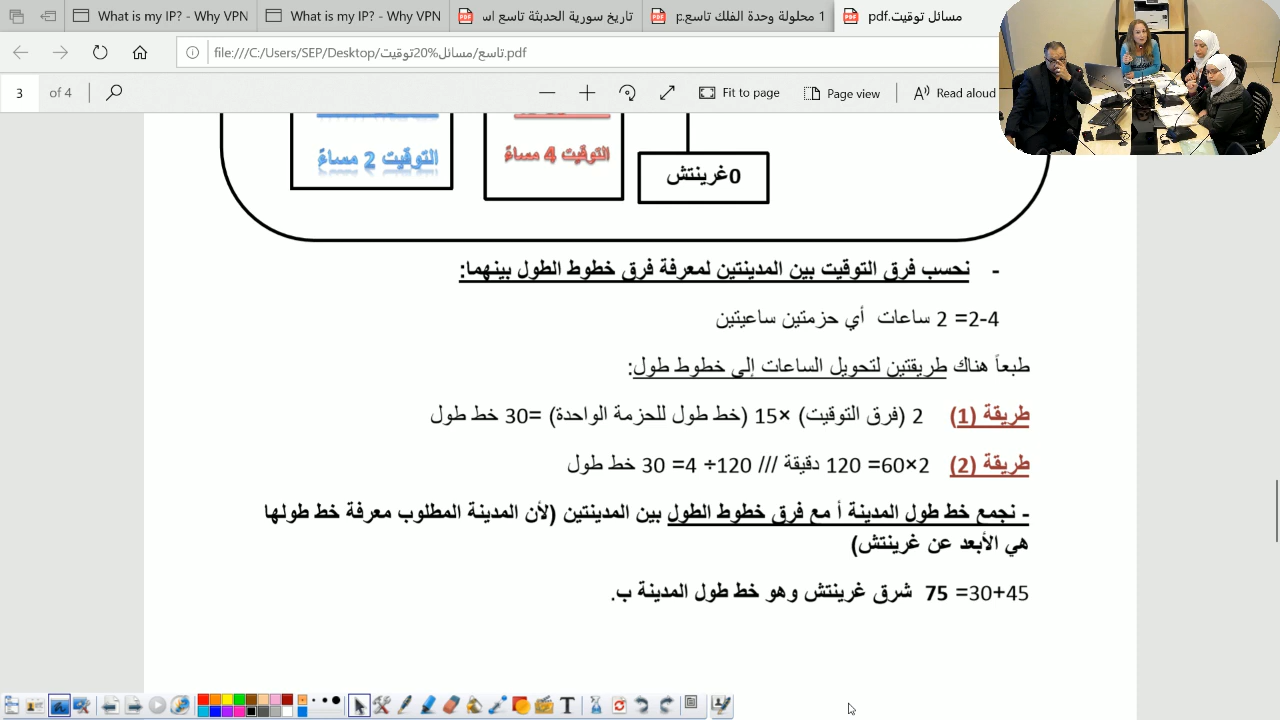 What is my IP? - Why VPN
What is my IP? - Why VPN
تاريخ سورية الحديثة تاسع اس
1 محلولة وحدة الفلك تاسع.p
مسائل توقيت.pdf
file:///C:/Users/SEP/Desktop/تاسع/مسائل%20توقيت.pdf
3 of 4
Fit to page
Page view
Read aloud
التوقيت 4 مساءً
التوقيت 2 مساءً
0غرينتش
- نحسب فرق التوقيت بين المدينتين لمعرفة فرق خطوط الطول بينهما:
4-2= 2 ساعات أي حزمتين ساعيتين
طبعاً هناك طريقتين لتحويل الساعات إلى خطوط طول:
طريقة (1) 2 (فرق التوقيت) ×15 (خط طول للحزمة الواحدة) =30 خط طول
طريقة (2) 2×60= 120 دقيقة /// 120÷ 4= 30 خط طول
- نجمع خط طول المدينة أ مع فرق خطوط الطول بين المدينتين (لأن المدينة المطلوب معرفة خط طولها
هي الأبعد عن غرينتش)
45+30= 75 شرق غرينتش وهو خط طول المدينة ب.